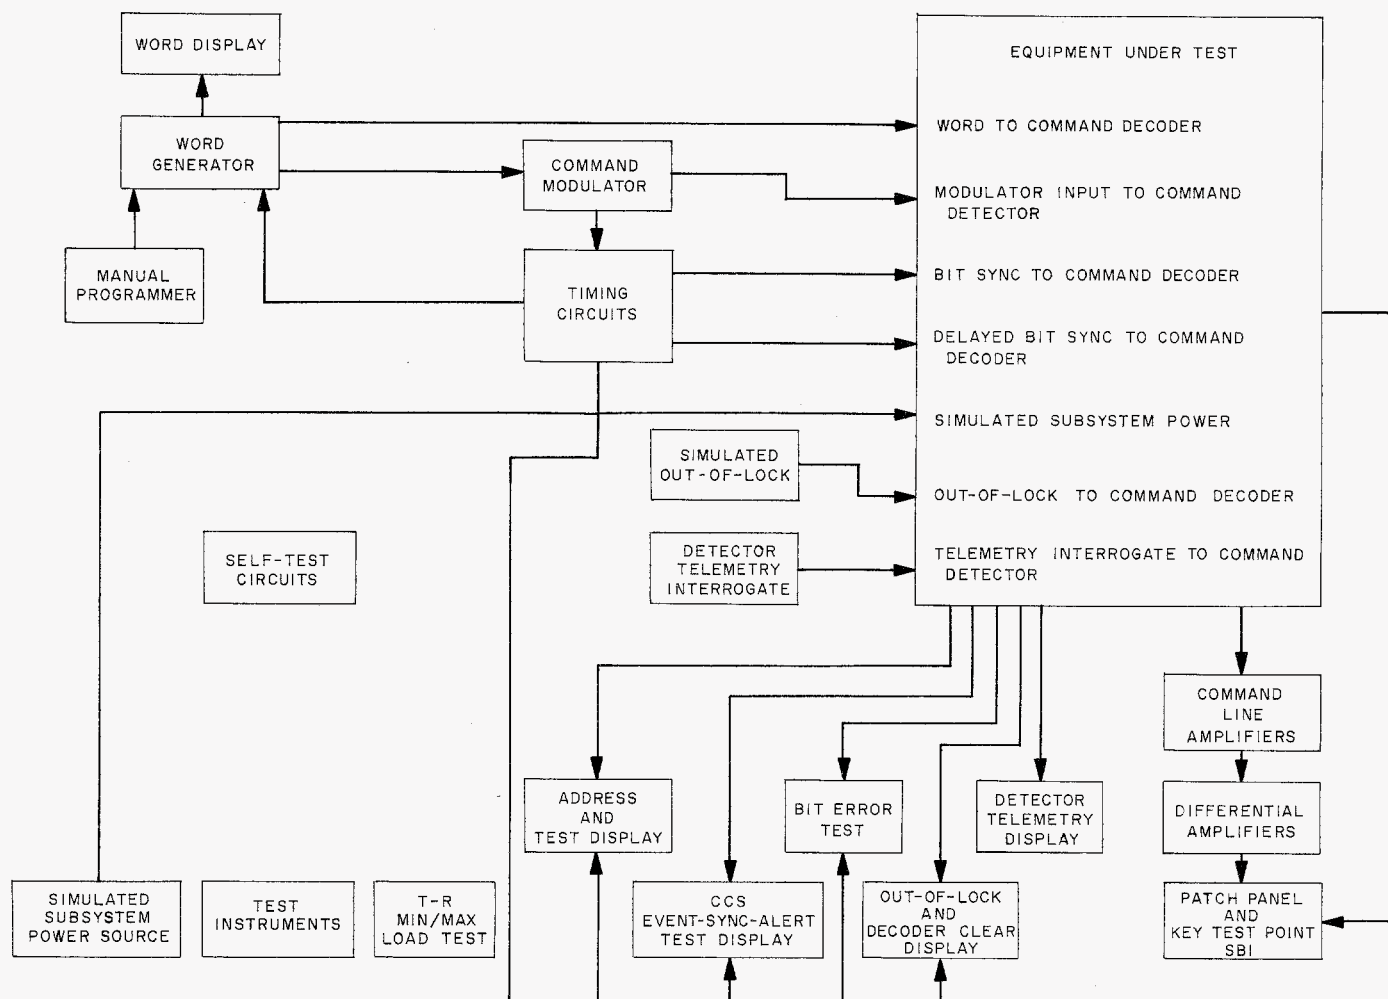 WORD DISPLAY
EQUIPMENT UNDER TEST
WORD
GENERATOR
WORD TO COMMAND DECODER
COMMAND
MODULATOR
MODULATOR INPUT TO COMMAND
DETECTOR
MANUAL
PROGRAMMER
TIMING
CIRCUITS
BIT SYNC TO COMMAND DECODER
DELAYED BIT SYNC TO COMMAND
DECODER
SIMULATED SUBSYSTEM POWER
SIMULATED
OUT-OF-LOCK
OUT-OF-LOCK TO COMMAND DECODER
SELF-TEST
CIRCUITS
DETECTOR
TELEMETRY
INTERROGATE
TELEMETRY INTERROGATE TO COMMAND
DETECTOR
COMMAND
LINE
AMPLIFIERS
ADDRESS
AND
TEST DISPLAY
BIT ERROR
TEST
DETECTOR
TELEMETRY
DISPLAY
DIFFERENTIAL
AMPLIFIERS
SIMULATED
SUBSYSTEM
POWER SOURCE
TEST
INSTRUMENTS
T-R
MIN/MAX
LOAD TEST
CCS
EVENT-SYNC-ALERT
TEST DISPLAY
OUT-OF-LOCK
AND
DECODER CLEAR
DISPLAY
PATCH PANEL
AND
KEY TEST POINT
SBI